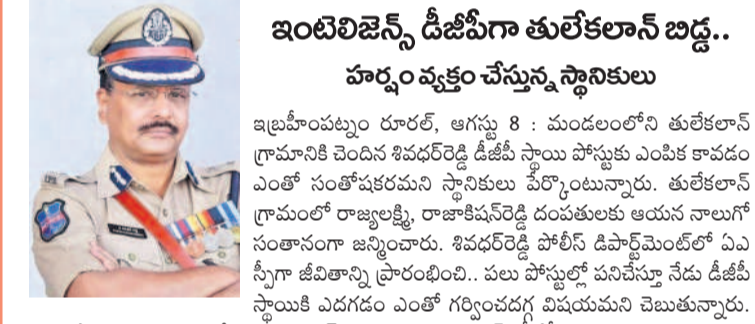 ఇంటెలిజెన్స్ డీజీపీగా తులేకలాన్ బిడ్డ..
హర్షం వ్యక్తం చేస్తున్న స్థానికులు
ఇబ్రహీంపట్నం రూరల్, ఆగస్టు 8 : మండలంలోని తులేకలాన్
గ్రామానికి చెందిన శివధర్‌రెడ్డి డీజీపీ స్థాయి పోస్టుకు ఎంపిక కావడం
ఎంతో సంతోషకరమని స్థానికులు పేర్కొంటున్నారు. తులేకలాన్
గ్రామంలో రాజ్యలక్ష్మి, రాజాకిషన్‌రెడ్డి దంపతులకు ఆయన నాలుగో
సంతానంగా జన్మించారు. శివధర్‌రెడ్డి పోలీస్ డిపార్ట్‌మెంట్‌లో ఏఎ
స్పీగా జీవితాన్ని ప్రారంభించి.. పలు పోస్టుల్లో పనిచేస్తూ నేడు డీజీపీ
స్థాయికి ఎదగడం ఎంతో గర్వించదగ్గ విషయమని చెబుతున్నారు.